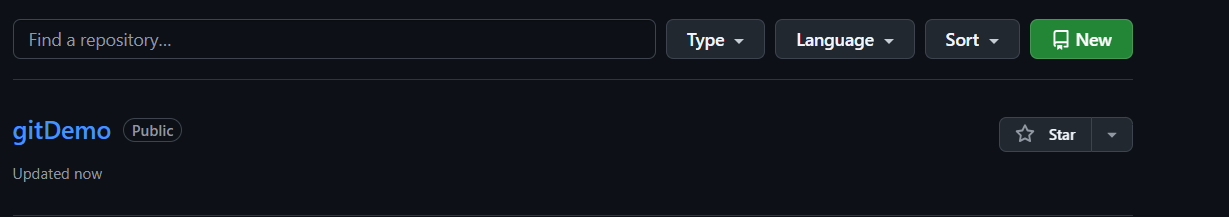 Find a repository... Type Language Sort New
gitDemo Public Star
Updated now